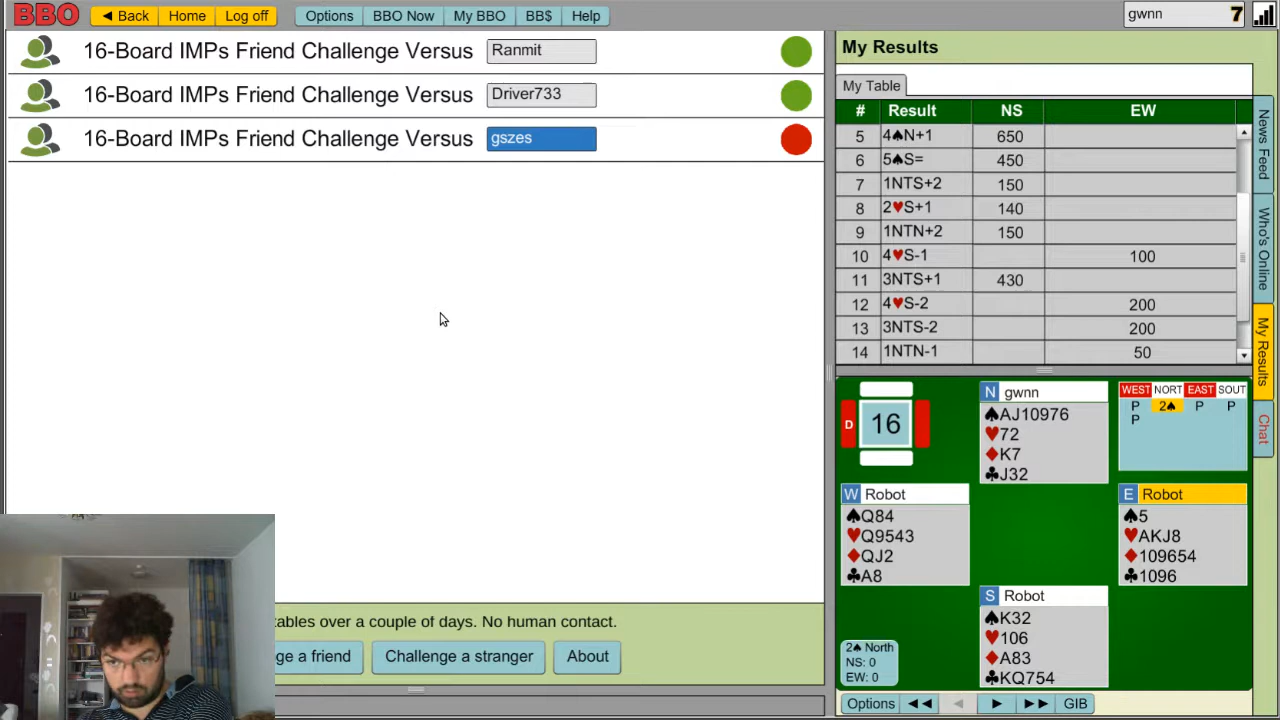 BBO
◄ Back
Home
Log off
Options
BBO Now
My BBO
BB$
Help
gwnn
7
16-Board IMPs Friend Challenge Versus Ranmit
16-Board IMPs Friend Challenge Versus Driver733
16-Board IMPs Friend Challenge Versus gszes
tables over a couple of days. No human contact.
ge a friend
Challenge a stranger
About
My Results
My Table
# Result NS EW
5 4♠N+1 650
6 5♠S= 450
7 1NTS+2 150
8 2♥S+1 140
9 1NTN+2 150
10 4♥S-1 100
11 3NTS+1 430
12 4♥S-2 200
13 3NTS-2 200
14 1NTN-1 50
D
16
N gwnn
♠AJ10976
♥72
♦K7
♣J32
WEST NORT EAST SOUT
P 2♠ P P
P
W Robot
♠Q84
♥Q9543
♦QJ2
♣A8
E Robot
♠5
♥AKJ8
♦109654
♣1096
S Robot
♠K32
♥106
♦A83
♣KQ754
2♠ North
NS: 0
EW: 0
Options
GIB
News Feed
Who's Online
My Results
Chat